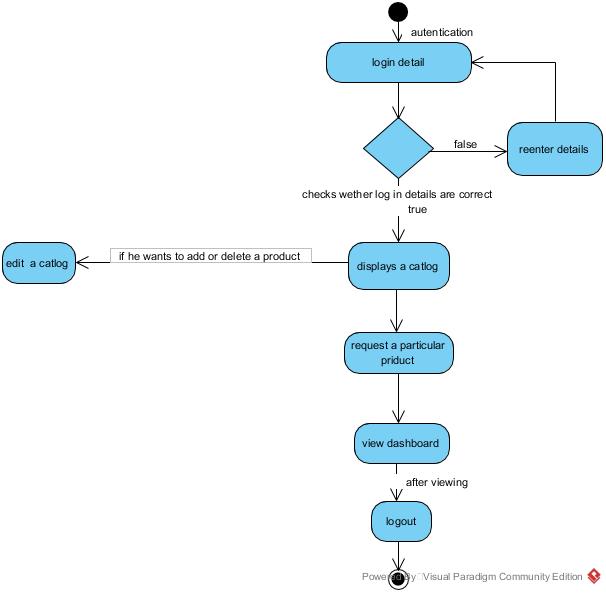 autentication
login detail
false
reenter details
checks wether log in details are correct
true
if he wants to add or delete a product
edit a catlog
displays a catlog
request a particular
priduct
view dashboard
after viewing
logout
Powered By Visual Paradigm Community Edition